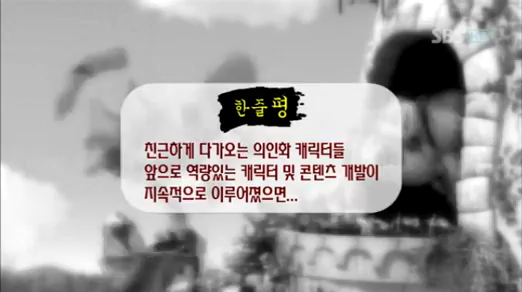 SBS
한줄평
친근하게 다가오는 의인화 캐릭터들
앞으로 역량있는 캐릭터 및 콘텐츠 개발이
지속적으로 이루어졌으면...